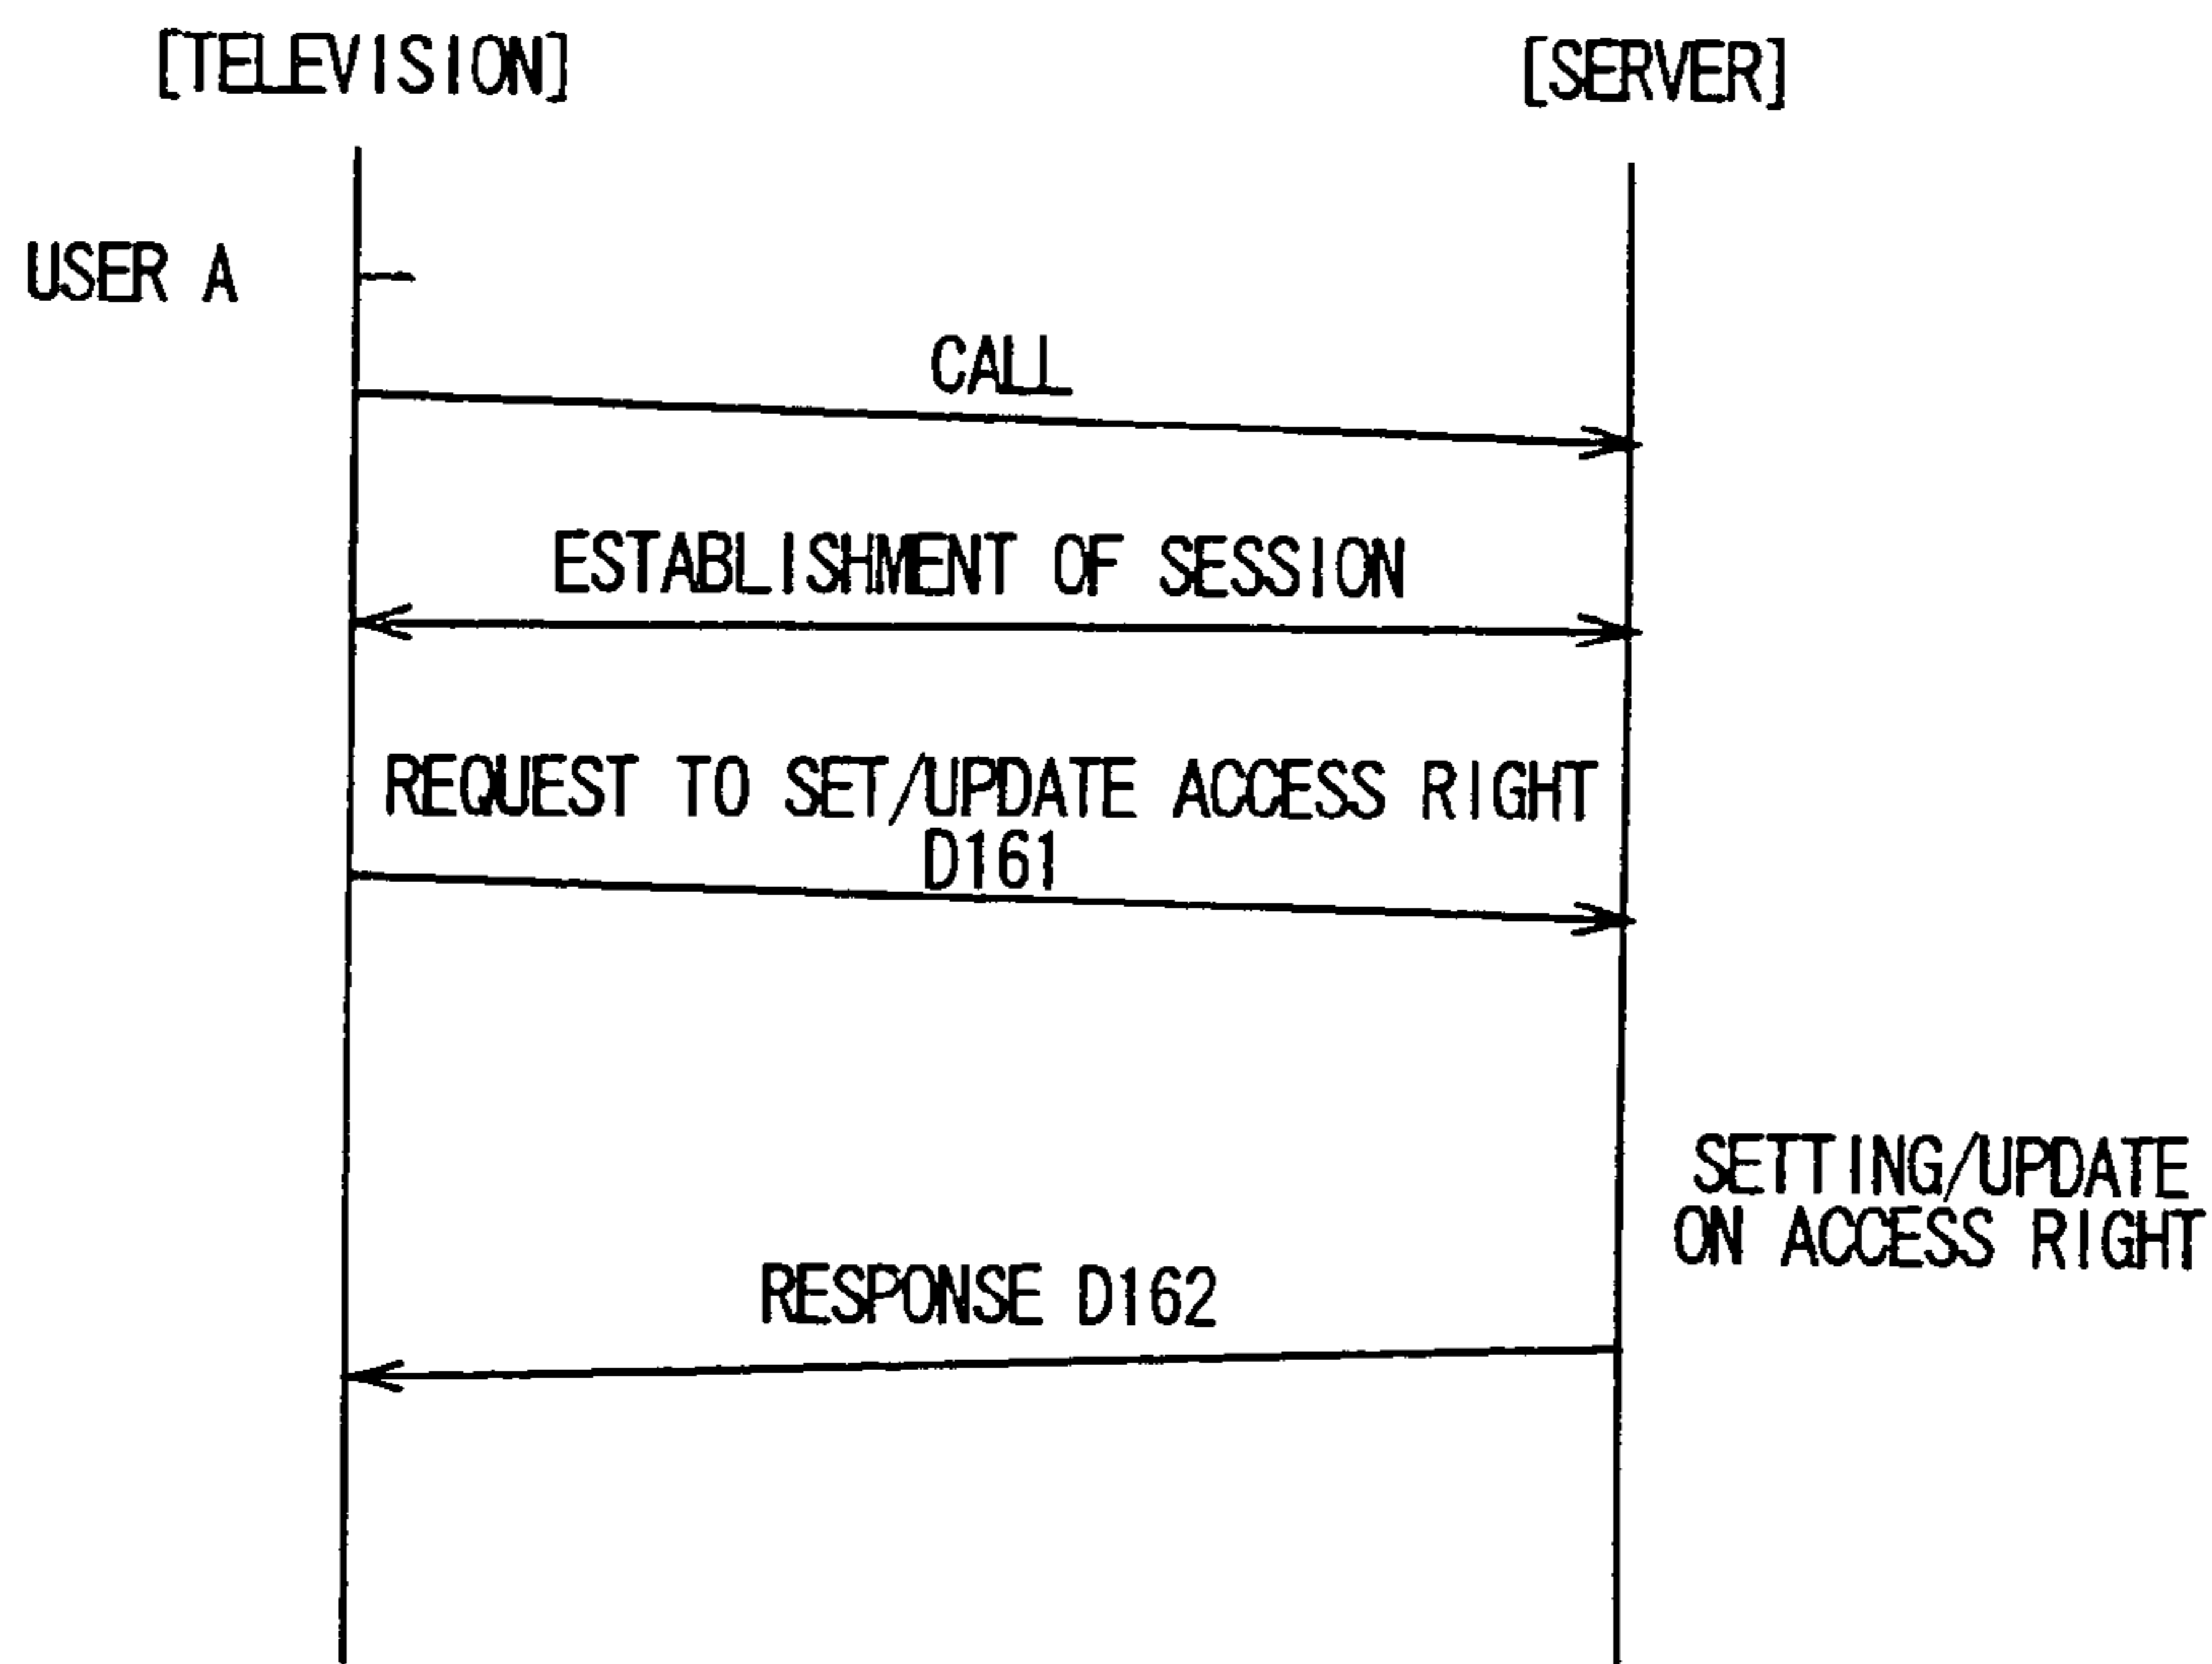 [TELEVISION]
[SERVER]
USER A
CALL
ESTABLISHMENT OF SESSION
REQUEST TO SET/UPDATE ACCESS RIGHT
D161
SETTING/UPDATE
ON ACCESS RIGHT
RESPONSE D162